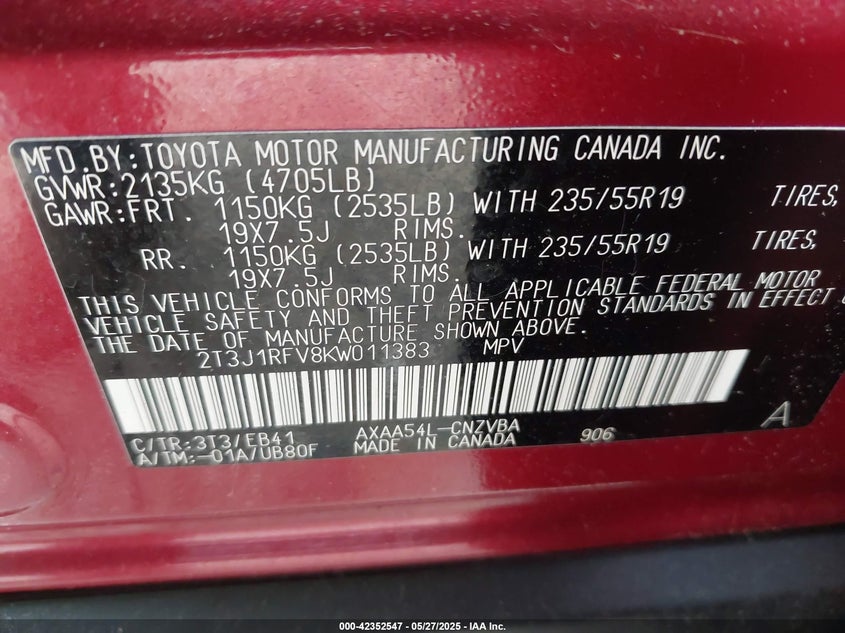 MFD.BY:TOYOTA MOTOR MANUFACTURING CANADA INC.
GVWR:2135KG (4705LB)
GAWR:FRT. 1150KG (2535LB) WITH 235/55R19 TIRES,
19X7.5J RIMS.
RR. 1150KG (2535LB) WITH 235/55R19 TIRES,
19X7.5J RIMS.
THIS VEHICLE CONFORMS TO ALL APPLICABLE FEDERAL MOTOR
VEHICLE SAFETY AND THEFT PREVENTION STANDARDS IN EFFECT
THE DATE OF MANUFACTURE SHOWN ABOVE.
2T3J1RFV8KW011383 MPV
C/TR:3T3/EB41 AXAA54L-CNZVBA 906 A
A/TM:-01A/UB80F MADE IN CANADA
000-42352547 - 05/27/2025 - IAA Inc.